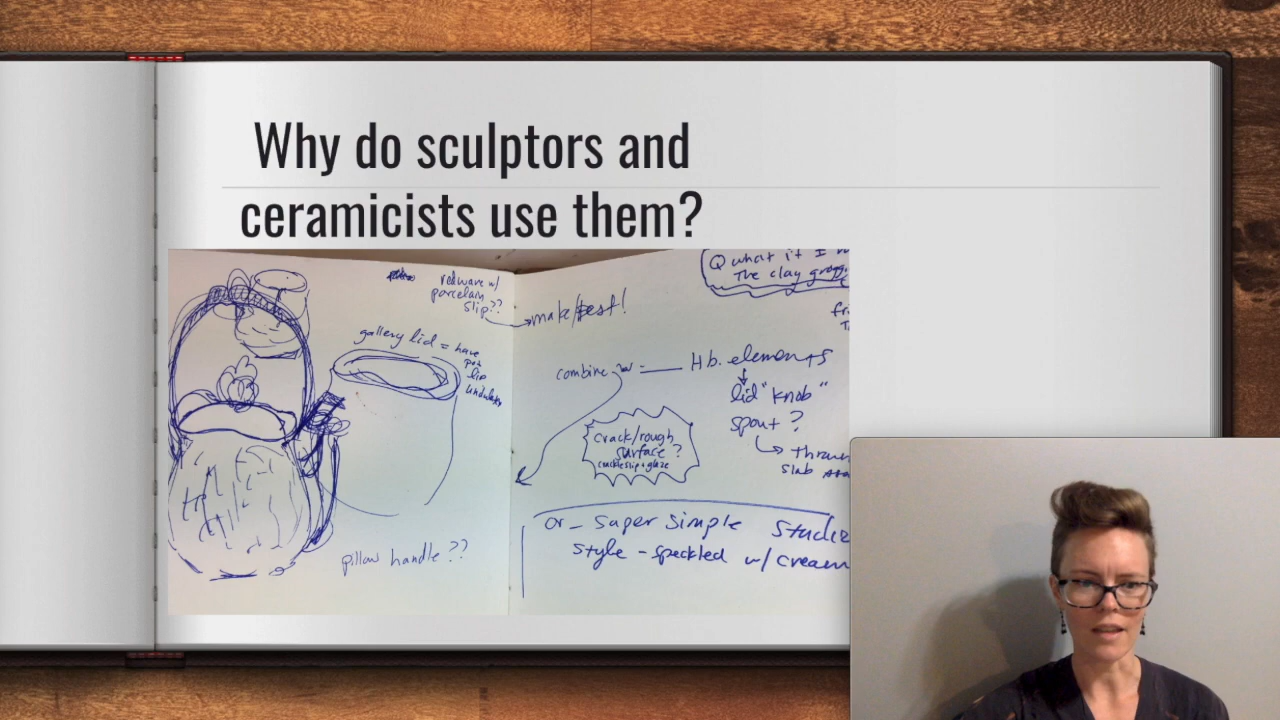 Why do sculptors and
ceramicists use them?
redware w/
porcelain
slip??
make/test!
gallery lid = have
lip
Q what if I
The clay
combine w =
Hb. elements
lid "knob"
spout ?
slab
crack/rough
surface?
crackle slip + glaze
or - super simple
style - speckled w/ cream
pillow handle??